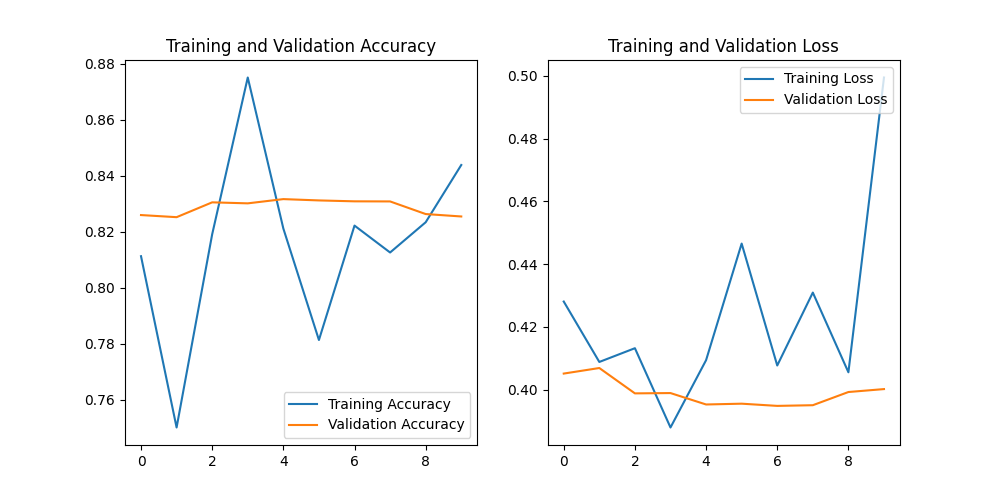 Training and Validation Accuracy
0.88
0.86
0.84
0.82
0.80
0.78
0.76
0 2 4 6 8
Training Accuracy
Validation Accuracy
Training and Validation Loss
0.50
0.48
0.46
0.44
0.42
0.40
0 2 4 6 8
Training Loss
Validation Loss